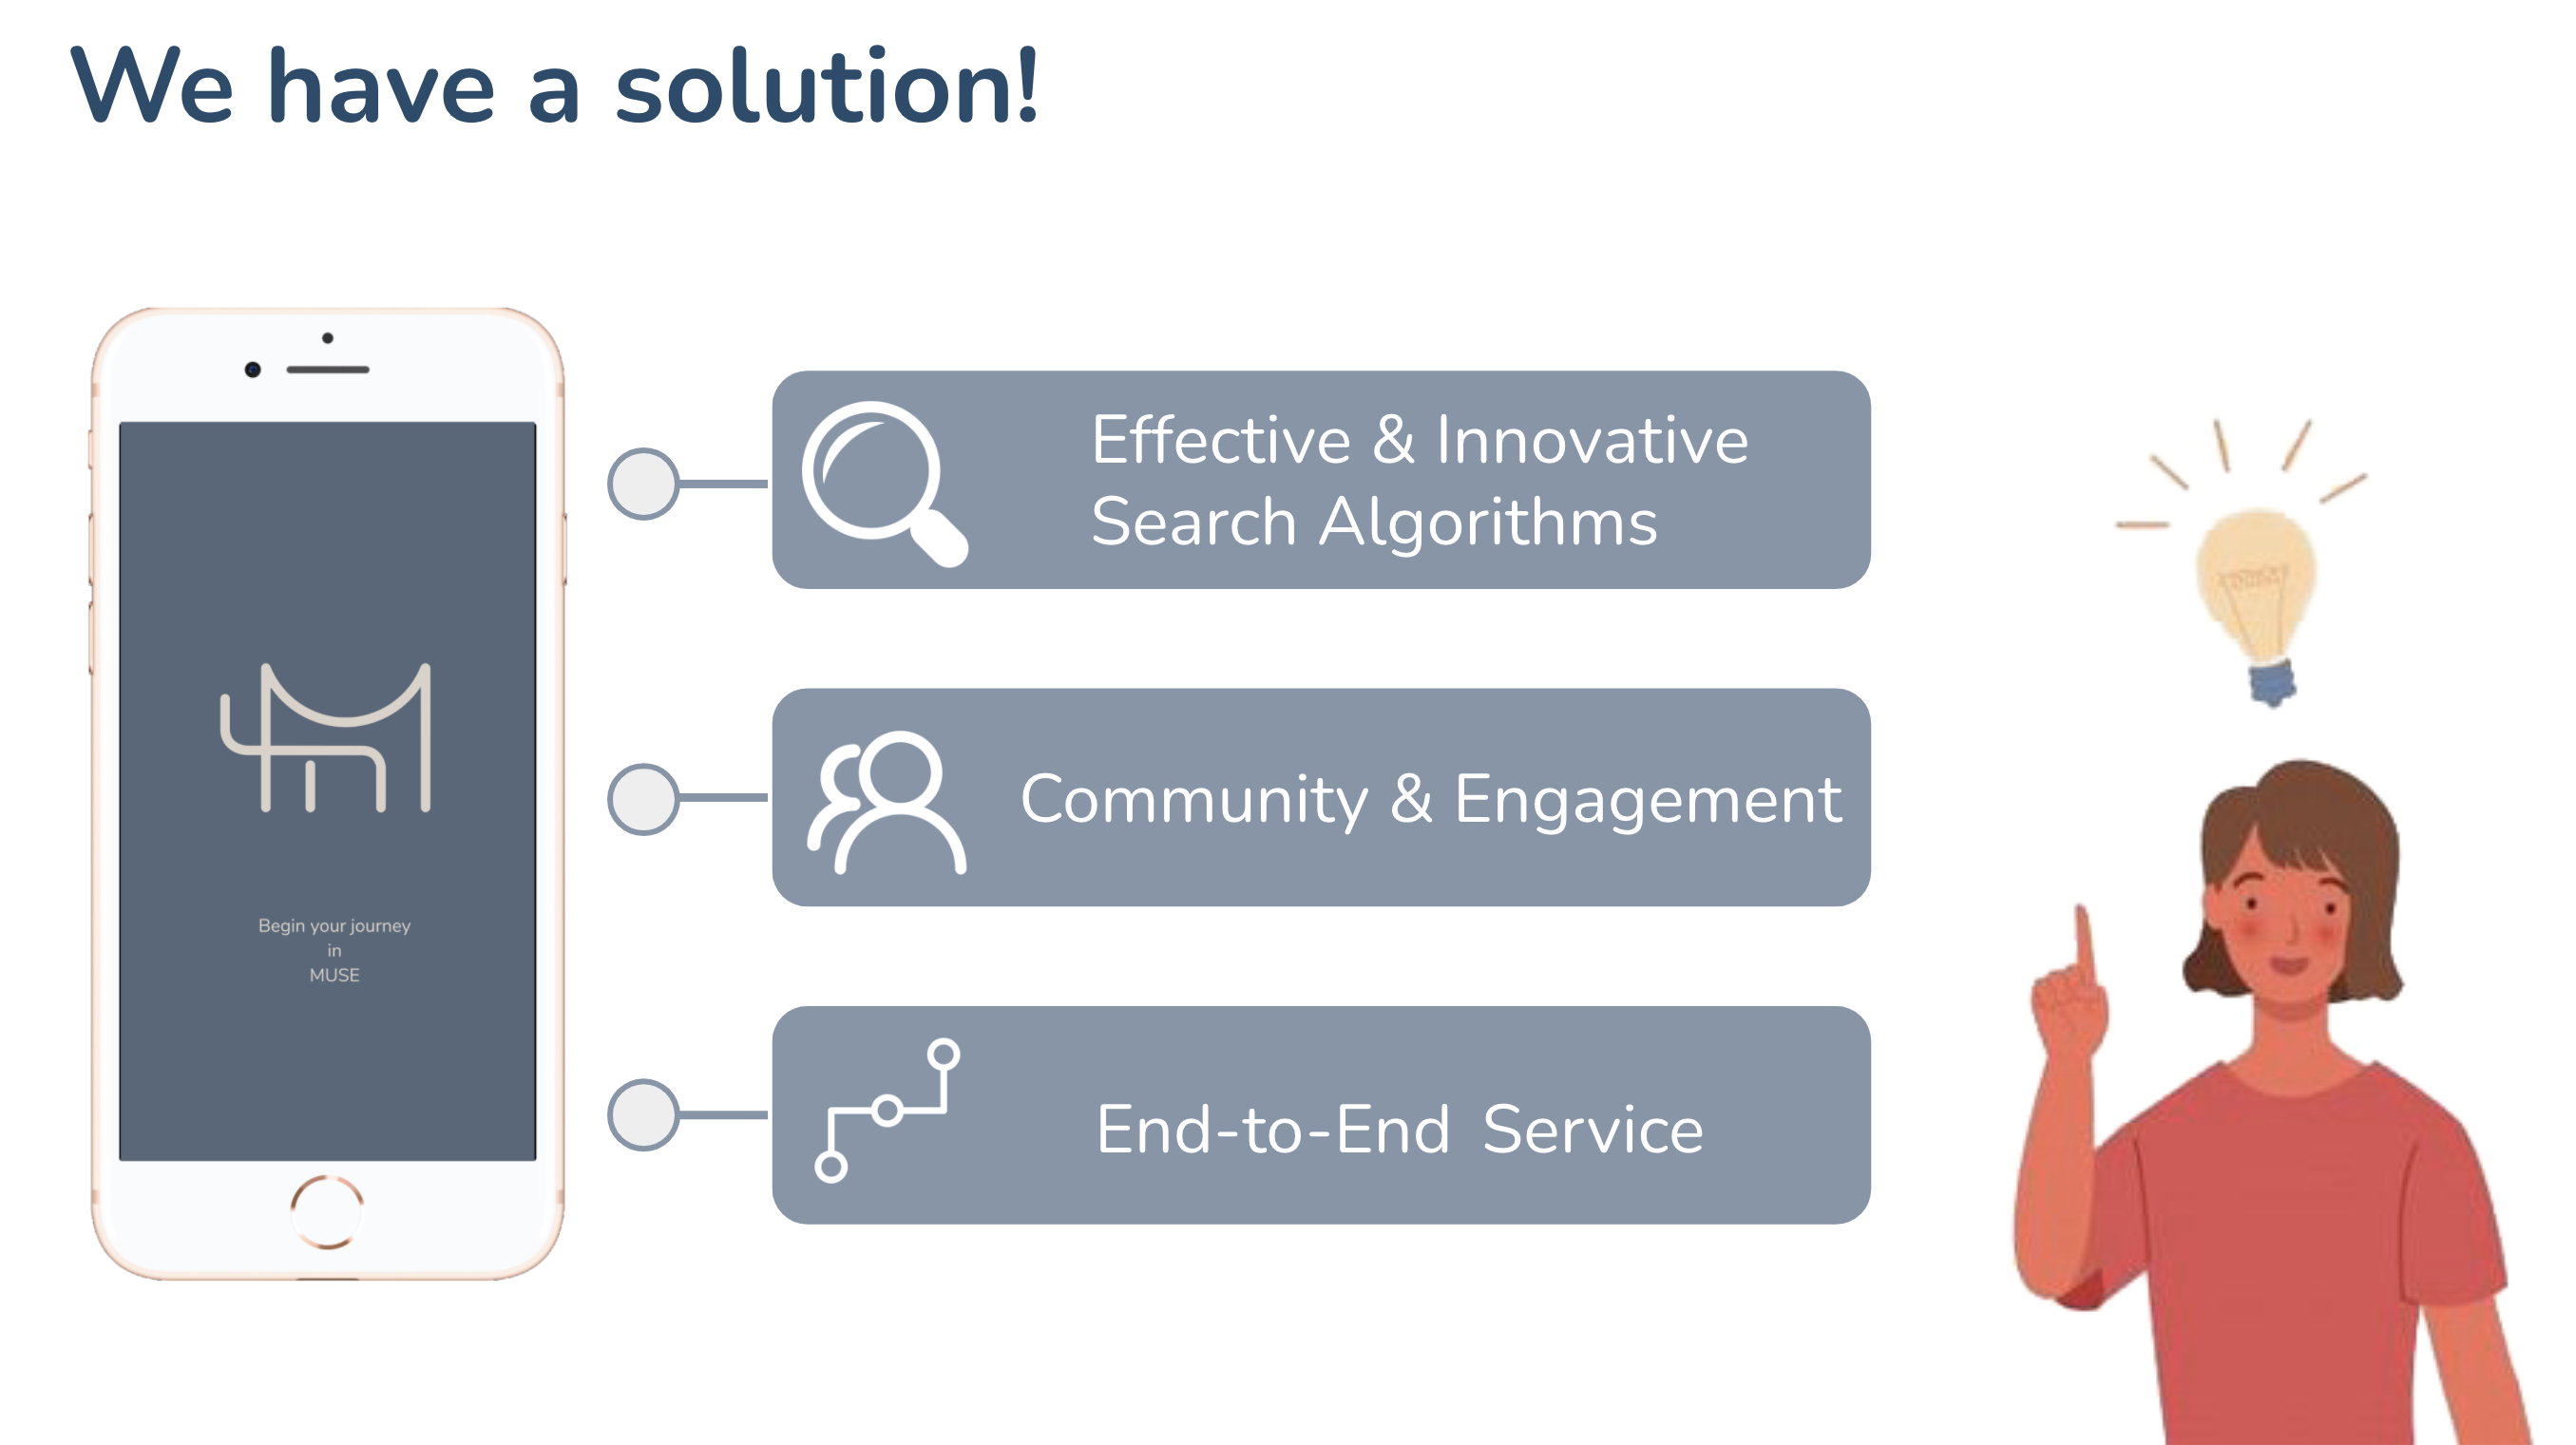 We have a solution!
Begin your journey
in
MUSE
Effective & Innovative
Search Algorithms
Community & Engagement
End-to-End Service